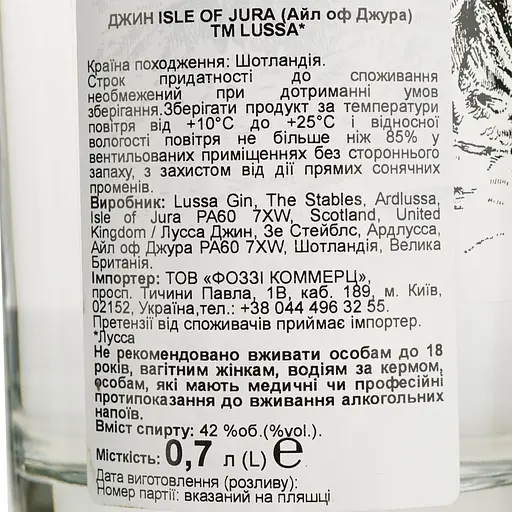 ДЖИН ISLE OF JURA (Айл оф Джура)
ТМ LUSSA*
Країна походження: Шотландія.
Строк придатності до споживання
необмежений при дотриманні умов
зберігання.Зберігати продукт за температури
повітря від +10°С до +25°С і відносної
вологості повітря не більше ніж 85% у
вентильованих приміщеннях без стороннього
запаху, з захистом від дії прямих сонячних
променів.
Виробник: Lussa Gin, The Stables, Ardlussa,
Isle of Jura PA60 7XW, Scotland, United
Kingdom / Лусса Джин, Зе Стейблс, Ардлусса,
Айл оф Джура PA60 7XW, Шотландія, Велика
Британія.
Імпортер: ТОВ «ФОЗЗІ КОММЕРЦ»,
просп. Тичини Павла, 1В, каб. 189, м. Київ,
02152, Україна,тел.: +38 044 496 32 55.
Претензії від споживачів приймає імпортер.
*Лусса
Не рекомендовано вживати особам до 18
років, вагітним жінкам, водіям за кермом,
особам, які мають медичні чи професійні
протипоказання до вживання алкогольних
напоїв.
Вміст спирту: 42 %об.(%vol.).
Місткість: 0,7 л (L) ℮
Дата виготовлення (розливу):
Номер партії: вказаний на пляшці